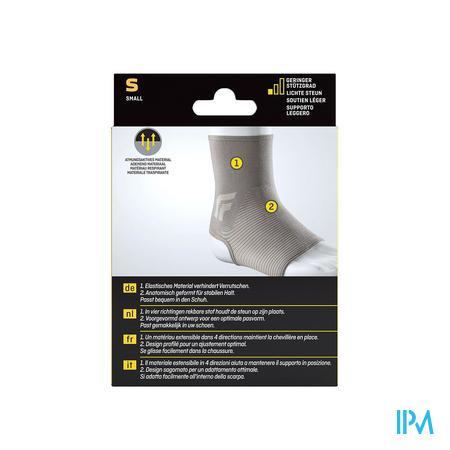 S
SMALL
GERINGER
STÜTZGRAD
LICHTE STEUN
SOUTIEN LÉGER
SUPPORTO
LEGGERO
ATMUNGSAKTIVES MATERIAL
ADEMEND MATERIAAL
MATÉRIAU RESPIRANT
MATERIALE TRASPIRANTE
1
2
de
1. Elastisches Material verhindert Verrutschen.
2. Anatomisch geformt für stabilen Halt.
Passt bequem in den Schuh.
nl
1. In vier richtingen rekbare stof houdt de steun op zijn plaats.
2. Voorgevormd ontwerp voor een optimale pasvorm.
Past gemakkelijk in uw schoen.
fr
1. Un matériau extensible dans 4 directions maintient la chevillère en place.
2. Design profilé pour un ajustement optimal.
Se glisse facilement dans la chaussure.
it
1. Il materiale estensibile in 4 direzioni aiuta a mantenere il supporto in posizione.
2. Design sagomato per un adattamento ottimale.
Si adatta facilmente all'interno della scarpa.
IPM